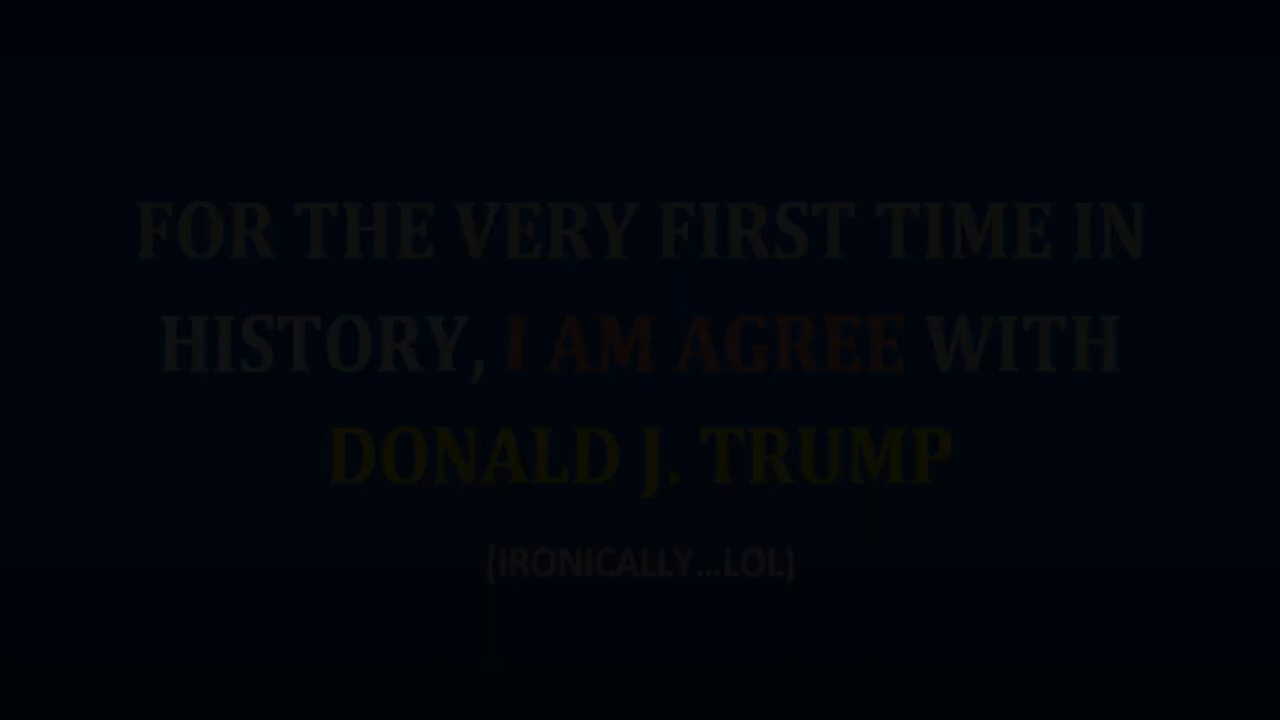 FOR THE VERY FIRST TIME IN
HISTORY, I AM AGREE WITH
DONALD J. TRUMP
(IRONICALLY...LOL)